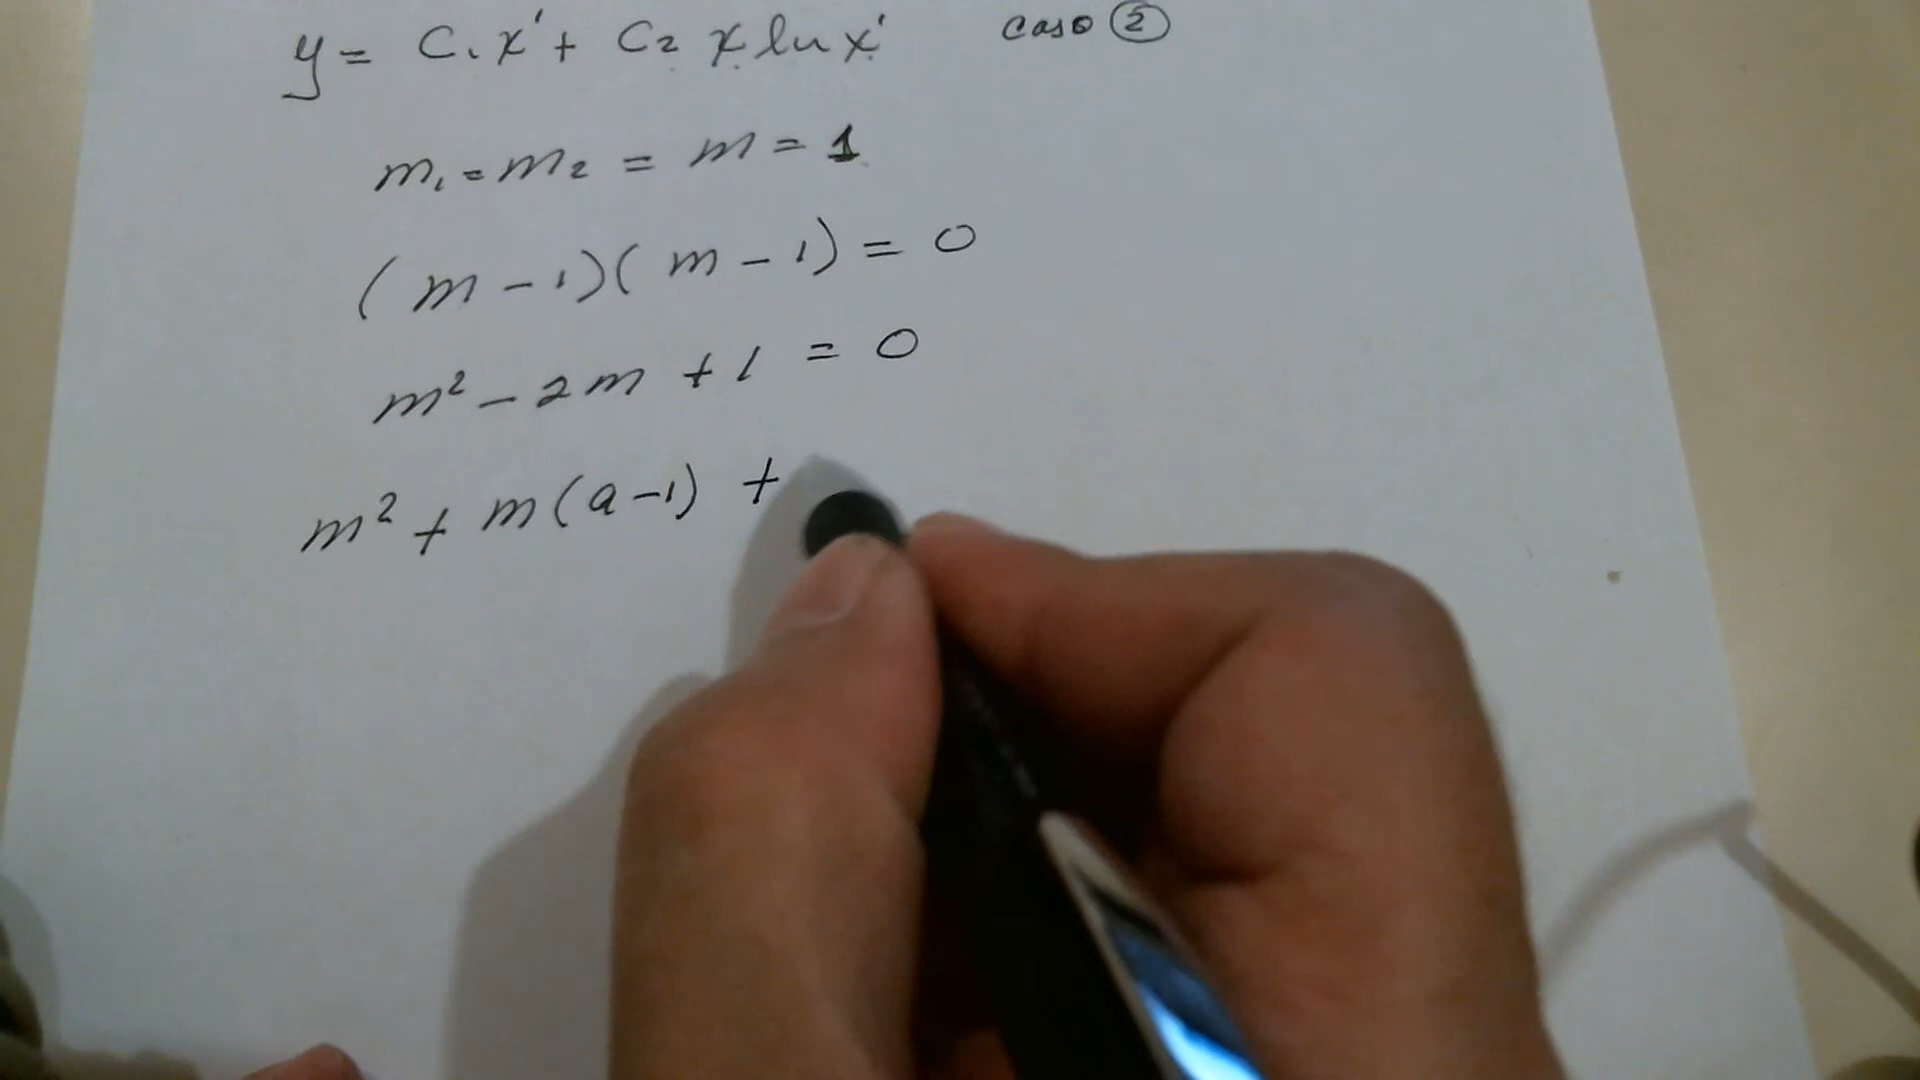 y = C₁x¹ + C₂ x ln x¹ caso ②
m₁ = m₂ = m = 1
(m - 1)(m - 1) = 0
m² - 2m + 1 = 0
m² + m(a-1) +